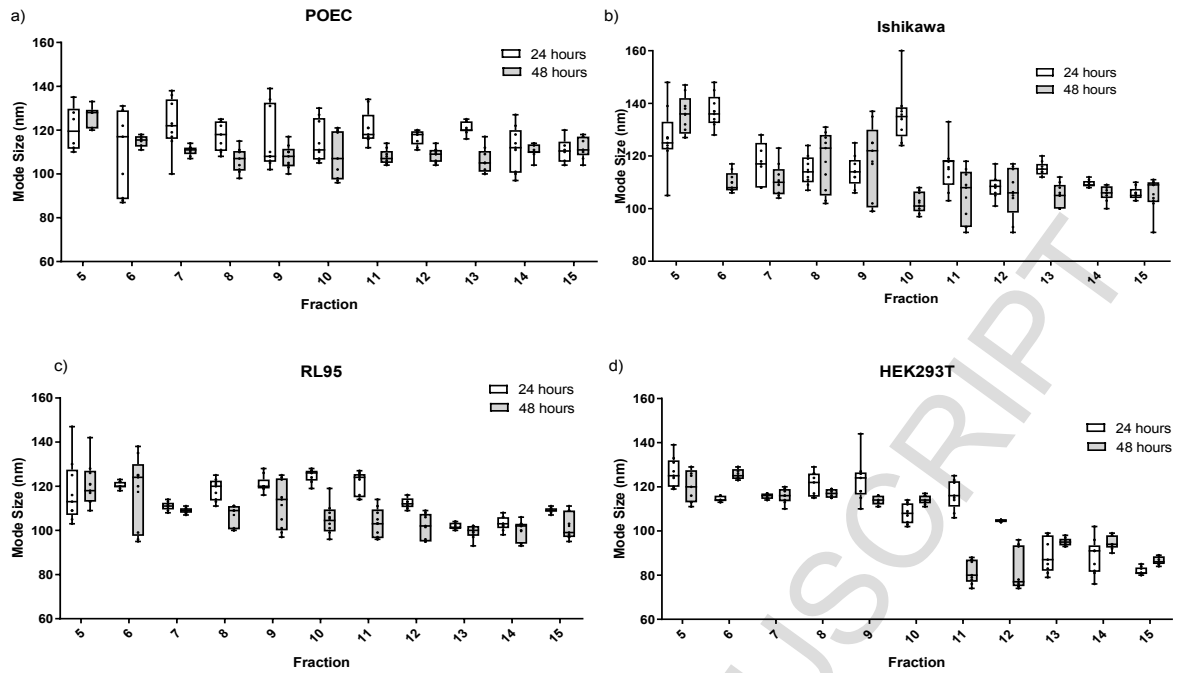 a)
POEC
24 hours
48 hours
Mode Size (nm)
160
140
120
100
80
60
5 6 7 8 9 10 11 12 13 14 15
Fraction
b)
Ishikawa
24 hours
48 hours
Mode Size (nm)
160
140
120
100
80
5 6 7 8 9 10 11 12 13 14 15
Fraction
c)
RL95
24 hours
48 hours
Mode Size (nm)
160
140
120
100
80
60
5 6 7 8 9 10 11 12 13 14 15
Fraction
d)
HEK293T
24 hours
48 hours
Mode Size (nm)
160
140
120
100
80
60
5 6 7 8 9 10 11 12 13 14 15
Fraction
USCRIPT